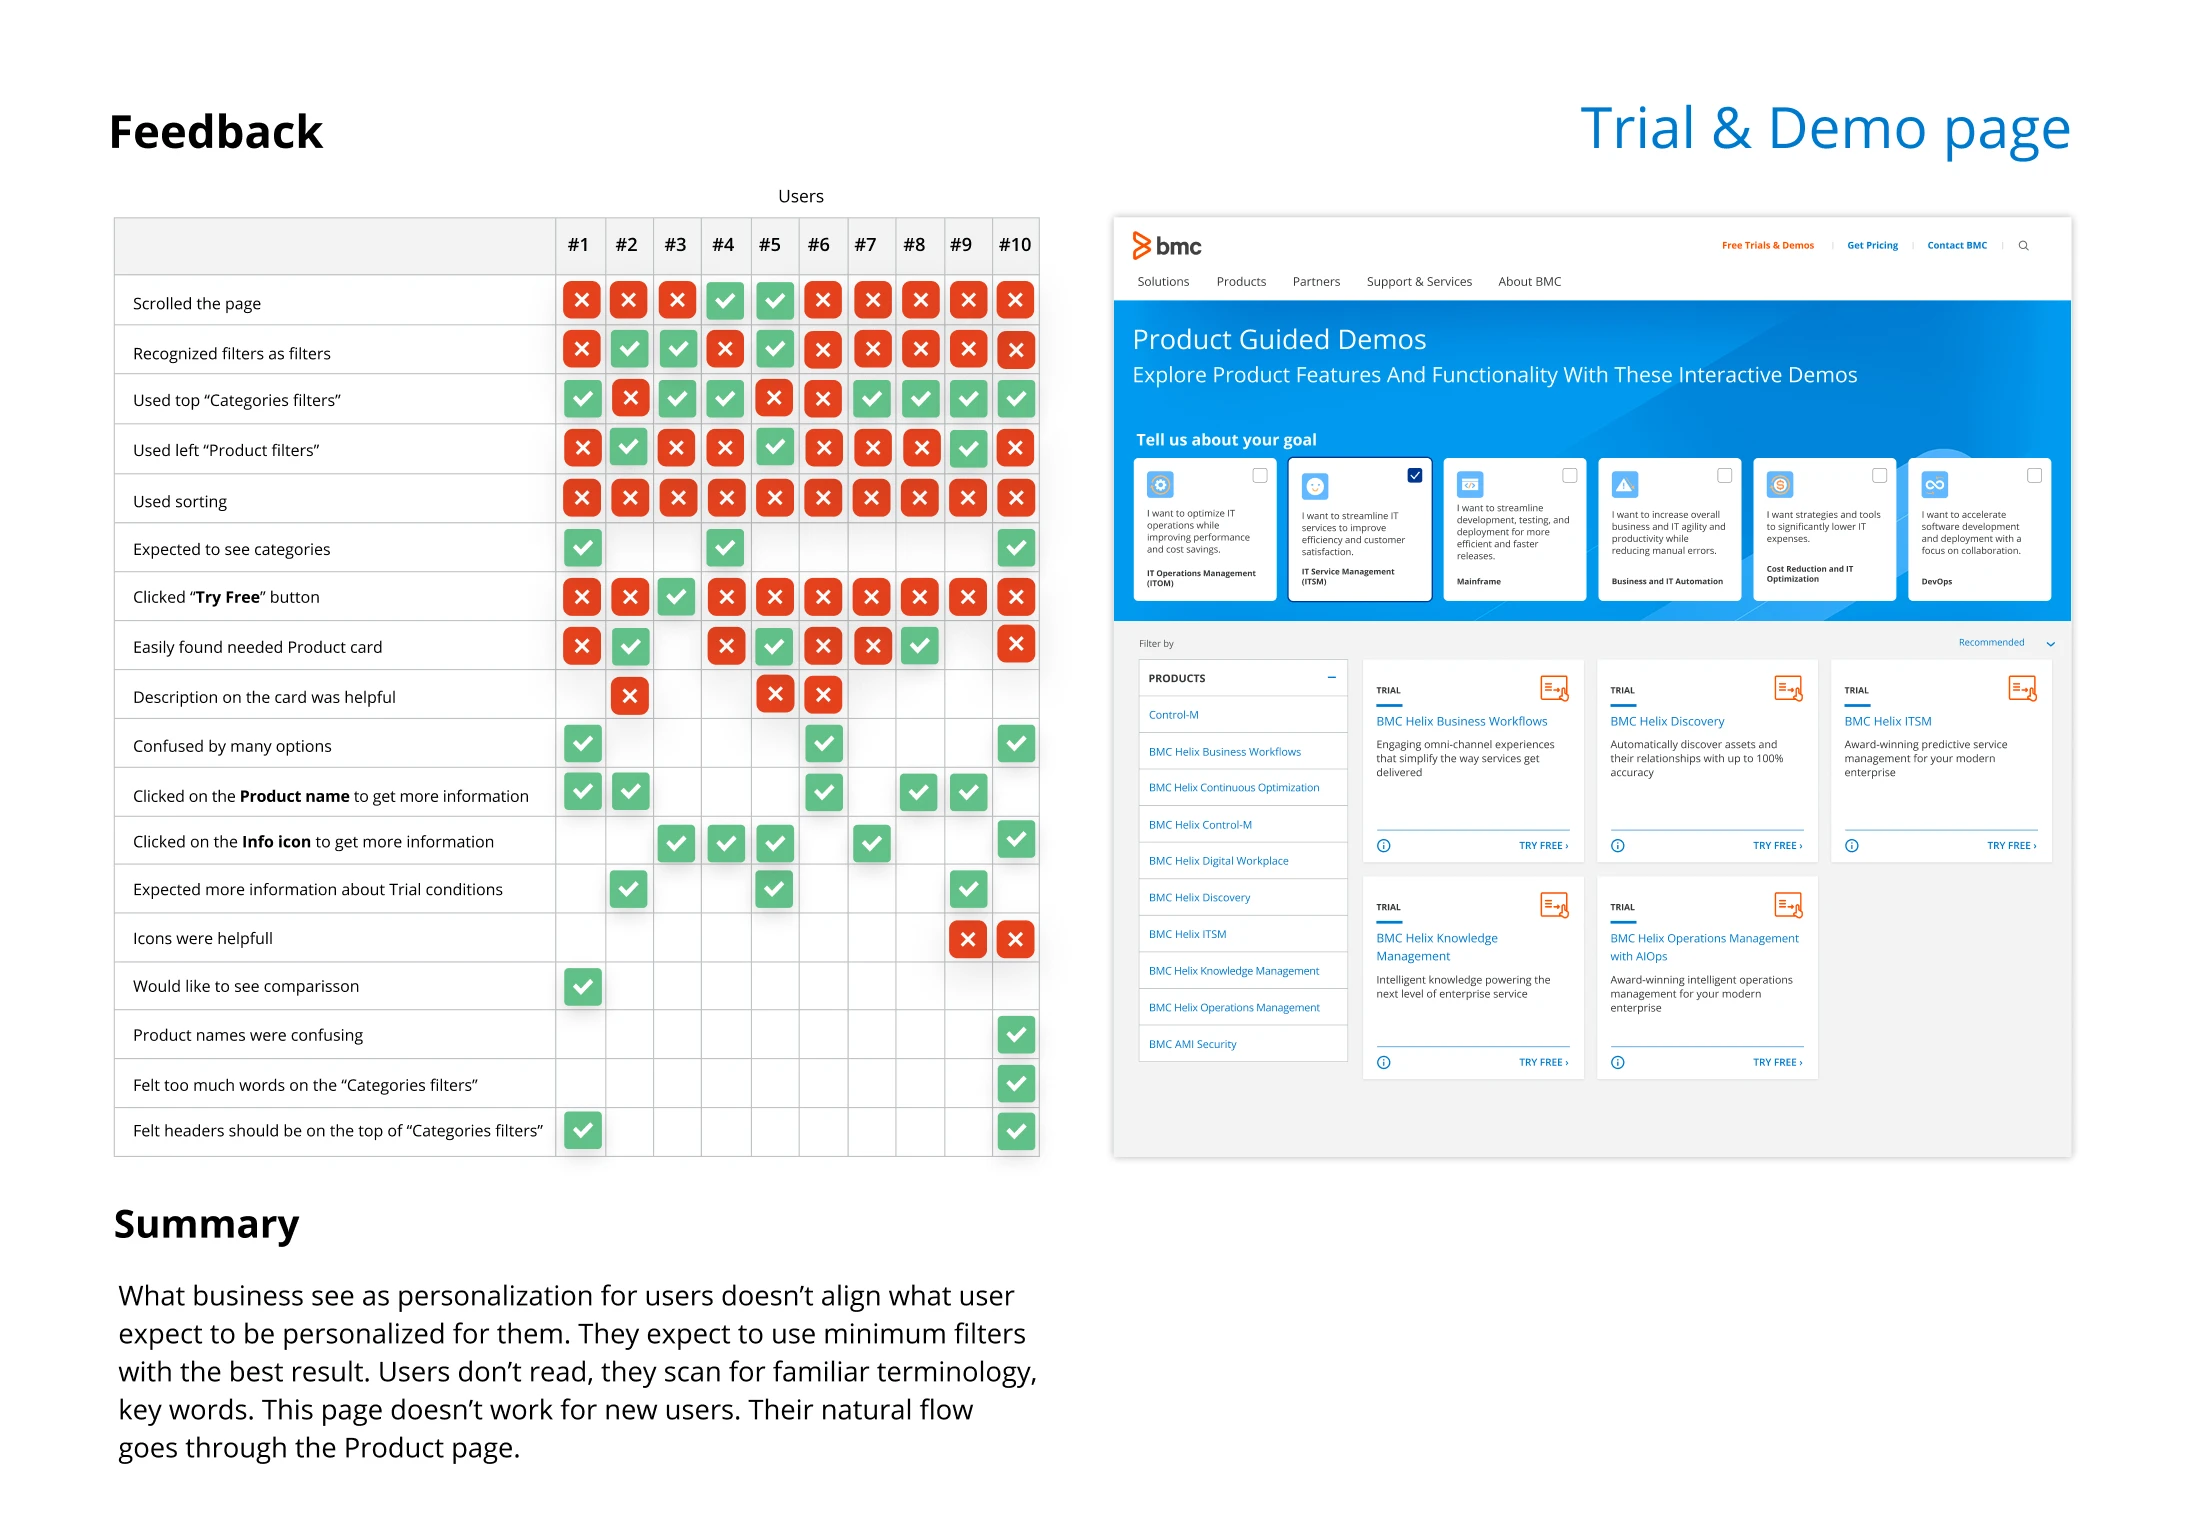 Feedback
Trial & Demo page
Users
#1 #2 #3 #4 #5 #6 #7 #8 #9 #10
Scrolled the page
Recognized filters as filters
Used top “Categories filters”
Used left “Product filters”
Used sorting
Expected to see categories
Clicked “Try Free” button
Easily found needed Product card
Description on the card was helpful
Confused by many options
Clicked on the Product name to get more information
Clicked on the Info icon to get more information
Expected more information about Trial conditions
Icons were helpfull
Would like to see comparisson
Product names were confusing
Felt too much words on the “Categories filters”
Felt headers should be on the top of “Categories filters”
Summary
What business see as personalization for users doesn’t align what user
expect to be personalized for them. They expect to use minimum filters
with the best result. Users don’t read, they scan for familiar terminology,
key words. This page doesn’t work for new users. Their natural flow
goes through the Product page.
bmc
Free Trials & Demos
Get Pricing
Contact BMC
Solutions
Products
Partners
Support & Services
About BMC
Product Guided Demos
Explore Product Features And Functionality With These Interactive Demos
Tell us about your goal
I want to optimize IT
operations while
improving performance
and cost savings.
IT Operations Management
(ITOM)
I want to streamline IT
services to improve
efficiency and customer
satisfaction.
IT Service Management
(ITSM)
I want to streamline
development, testing, and
deployment for more
efficient and faster
releases.
Mainframe
I want to increase overall
business and IT agility and
productivity while
reducing manual errors.
Business and IT Automation
I want strategies and tools
to significantly lower IT
expenses.
Cost Reduction and IT
Optimization
I want to accelerate
software development
and deployment with a
focus on collaboration.
DevOps
Filter by
Recommended
PRODUCTS
Control-M
BMC Helix Business Workflows
BMC Helix Continuous Optimization
BMC Helix Control-M
BMC Helix Digital Workplace
BMC Helix Discovery
BMC Helix ITSM
BMC Helix Knowledge Management
BMC Helix Operations Management
BMC AMI Security
TRIAL
BMC Helix Business Workflows
Engaging omni-channel experiences
that simplify the way services get
delivered
TRY FREE ›
TRIAL
BMC Helix Discovery
Automatically discover assets and
their relationships with up to 100%
accuracy
TRY FREE ›
TRIAL
BMC Helix ITSM
Award-winning predictive service
management for your modern
enterprise
TRY FREE ›
TRIAL
BMC Helix Knowledge
Management
Intelligent knowledge powering the
next level of enterprise service
TRY FREE ›
TRIAL
BMC Helix Operations Management
with AIOps
Award-winning intelligent operations
management for your modern
enterprise
TRY FREE ›